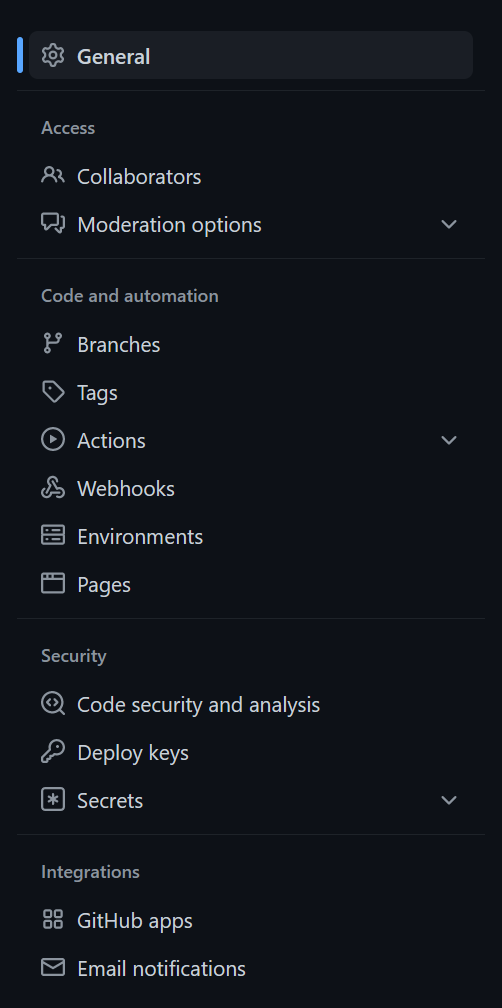 General
Access
Collaborators
Moderation options
Code and automation
Branches
Tags
Actions
Webhooks
Environments
Pages
Security
Code security and analysis
Deploy keys
Secrets
Integrations
GitHub apps
Email notifications